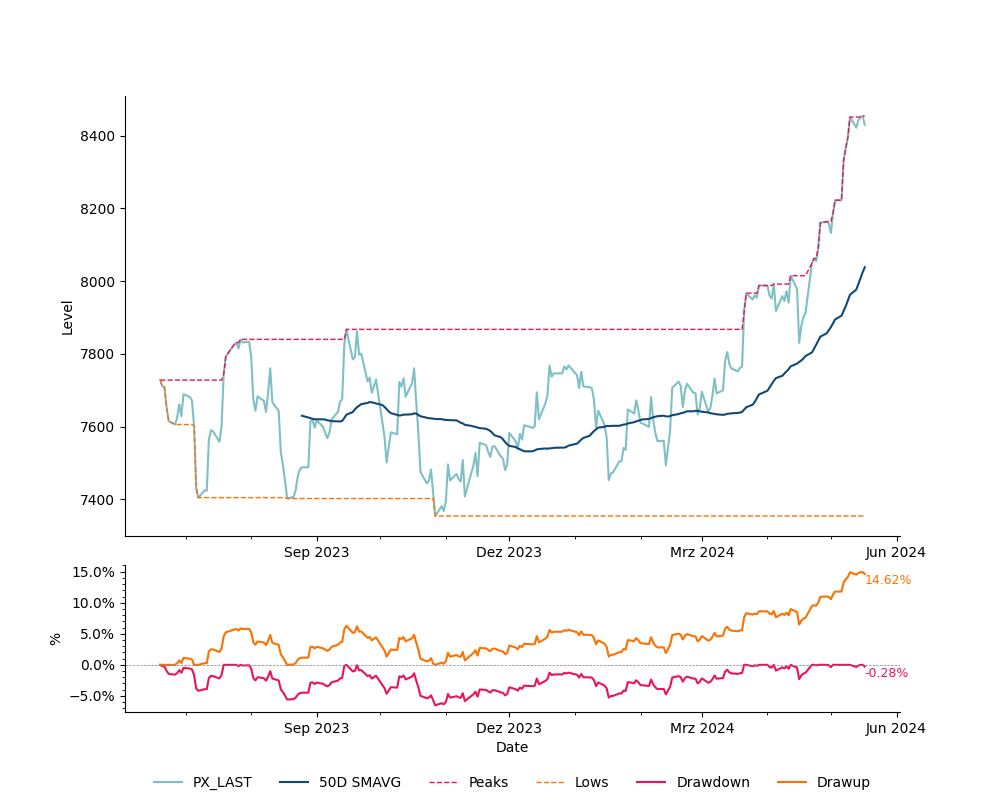 8400
8200
8000
7800
7600
7400
Level
Sep 2023 Dez 2023 Mrz 2024 Jun 2024
15.0%
10.0%
5.0%
0.0%
−5.0%
%
14.62%
-0.28%
Sep 2023 Dez 2023 Mrz 2024 Jun 2024
Date
PX_LAST 50D SMAVG Peaks Lows Drawdown Drawup